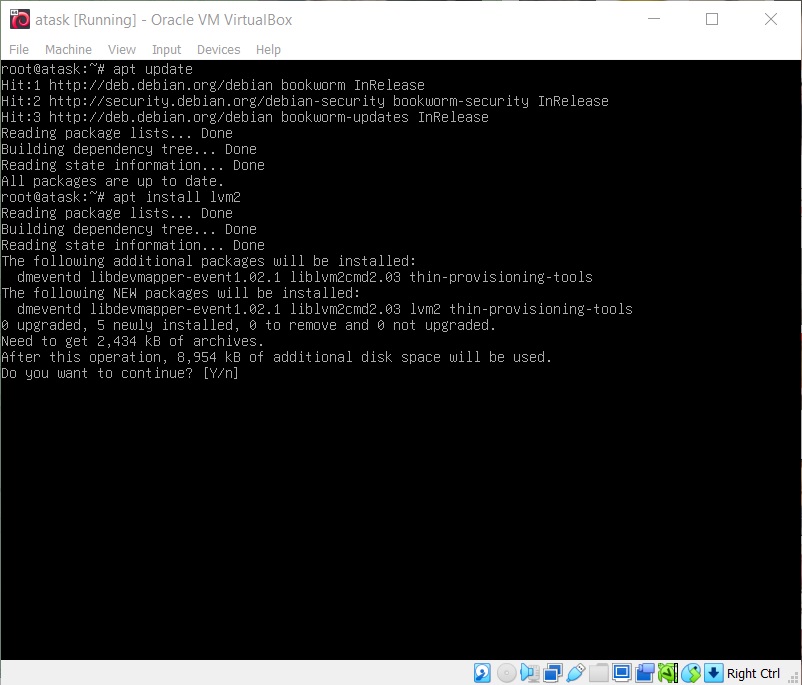 atask [Running] - Oracle VM VirtualBox
File Machine View Input Devices Help
root@atask:~# apt update
Hit:1 http://deb.debian.org/debian bookworm InRelease
Hit:2 http://security.debian.org/debian-security bookworm-security InRelease
Hit:3 http://deb.debian.org/debian bookworm-updates InRelease
Reading package lists... Done
Building dependency tree... Done
Reading state information... Done
All packages are up to date.
root@atask:~# apt install lvm2
Reading package lists... Done
Building dependency tree... Done
Reading state information... Done
The following additional packages will be installed:
  dmeventd libdevmapper-event1.02.1 liblvm2cmd2.03 thin-provisioning-tools
The following NEW packages will be installed:
  dmeventd libdevmapper-event1.02.1 liblvm2cmd2.03 lvm2 thin-provisioning-tools
0 upgraded, 5 newly installed, 0 to remove and 0 not upgraded.
Need to get 2,434 kB of archives.
After this operation, 8,954 kB of additional disk space will be used.
Do you want to continue? [Y/n]
Right Ctrl